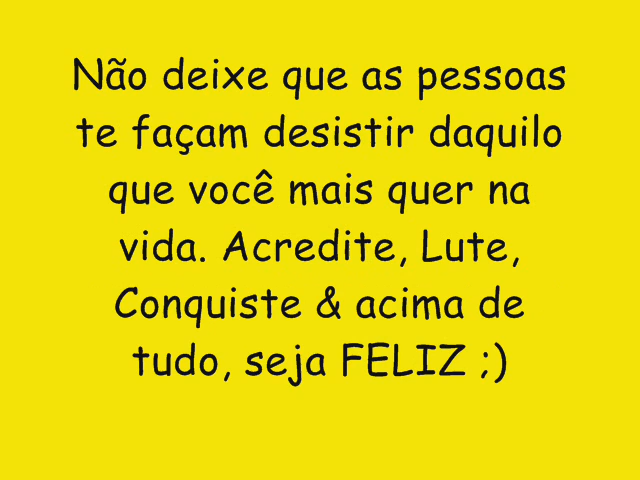 Não deixe que as pessoas
te façam desistir daquilo
que você mais quer na
vida. Acredite, Lute,
Conquiste & acima de
tudo, seja FELIZ ;)